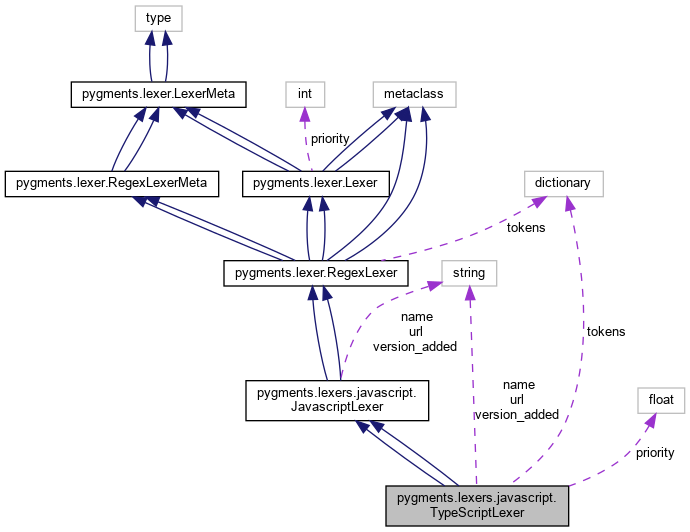 type
pygments.lexer.LexerMeta
int
metaclass
priority
pygments.lexer.RegexLexerMeta
pygments.lexer.Lexer
dictionary
tokens
pygments.lexer.RegexLexer
string
name
url
version_added
tokens
pygments.lexers.javascript.
JavascriptLexer
name
url
version_added
float
priority
pygments.lexers.javascript.
TypeScriptLexer